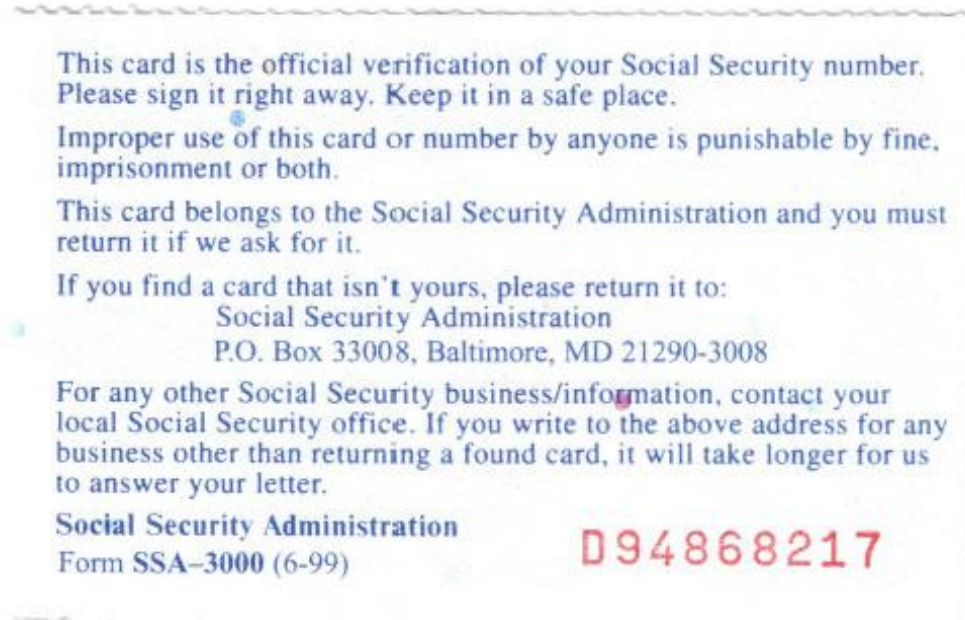 This card is the official verification of your Social Security number.
Please sign it right away. Keep it in a safe place.
Improper use of this card or number by anyone is punishable by fine,
imprisonment or both.
This card belongs to the Social Security Administration and you must
return it if we ask for it.
If you find a card that isn't yours, please return it to:
Social Security Administration
P.O. Box 33008, Baltimore, MD 21290-3008
For any other Social Security business/information, contact your
local Social Security office. If you write to the above address for any
business other than returning a found card, it will take longer for us
to answer your letter.
Social Security Administration
Form SSA–3000 (6-99)
D94868217